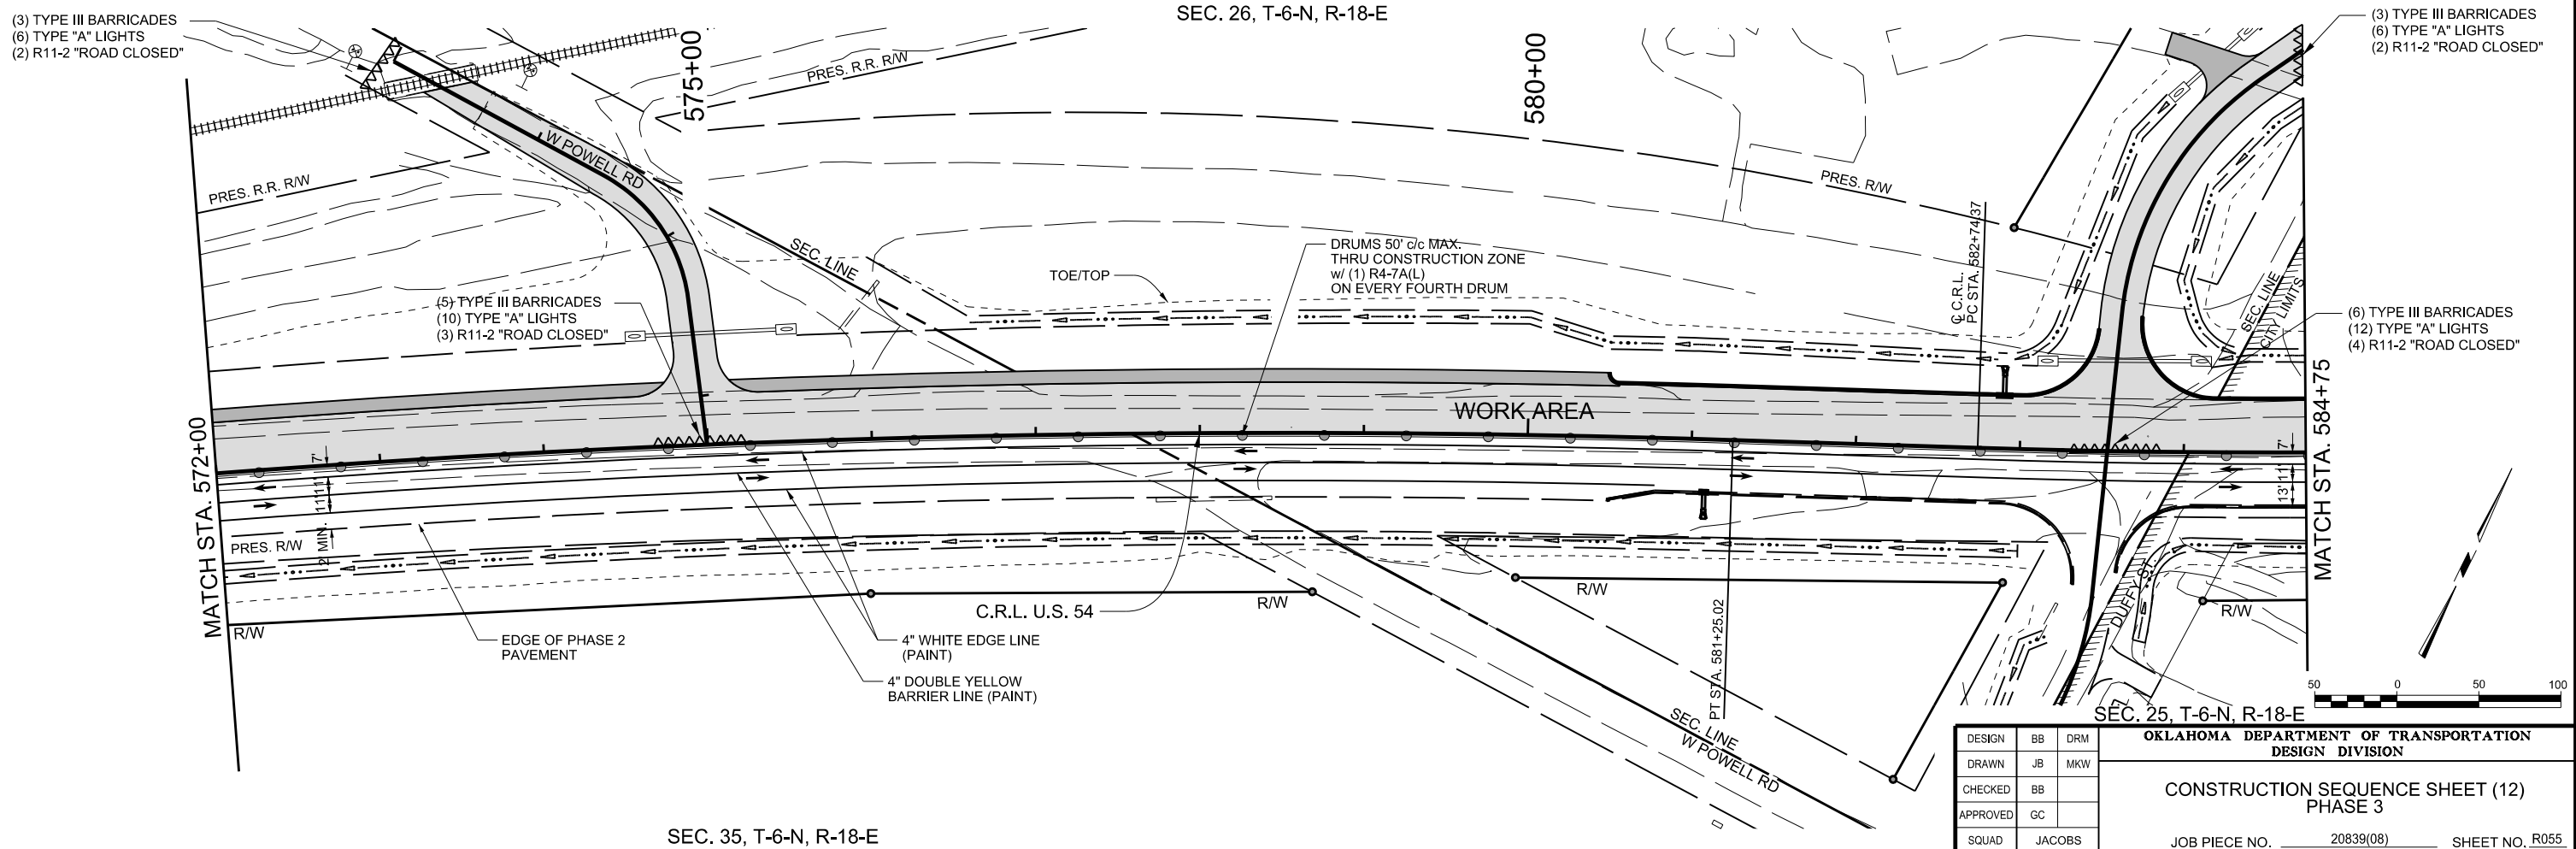 SEC. 26, T-6-N, R-18-E
(3) TYPE III BARRICADES
(6) TYPE "A" LIGHTS
(2) R11-2 "ROAD CLOSED"
(3) TYPE III BARRICADES
(6) TYPE "A" LIGHTS
(2) R11-2 "ROAD CLOSED"
575+00
580+00
PRES. R.R. R/W
W POWELL RD
PRES. R.R. R/W
PRES. R/W
SEC. LINE
TOE/TOP
DRUMS 50' c/c MAX.
THRU CONSTRUCTION ZONE
w/ (1) R4-7A(L)
ON EVERY FOURTH DRUM
C.R.L.
PC STA. 582+74.37
SEC. LINE
CITY LIMITS
(5) TYPE III BARRICADES
(10) TYPE "A" LIGHTS
(3) R11-2 "ROAD CLOSED"
(6) TYPE III BARRICADES
(12) TYPE "A" LIGHTS
(4) R11-2 "ROAD CLOSED"
WORK AREA
MATCH STA. 572+00
MATCH STA. 584+75
7'
11'
11'
2' MIN.
7'
11'
13'
PRES. R/W
R/W
EDGE OF PHASE 2
PAVEMENT
C.R.L. U.S. 54
4" WHITE EDGE LINE
(PAINT)
4" DOUBLE YELLOW
BARRIER LINE (PAINT)
R/W
R/W
PT STA. 581+25.02
DUFFY ST.
R/W
SEC. LINE
W POWELL RD
50 0 50 100
SEC. 25, T-6-N, R-18-E
SEC. 35, T-6-N, R-18-E
DESIGN BB DRM
DRAWN JB MKW
CHECKED BB
APPROVED GC
SQUAD JACOBS
OKLAHOMA DEPARTMENT OF TRANSPORTATION
DESIGN DIVISION
CONSTRUCTION SEQUENCE SHEET (12)
PHASE 3
JOB PIECE NO. 20839(08) SHEET NO. R055